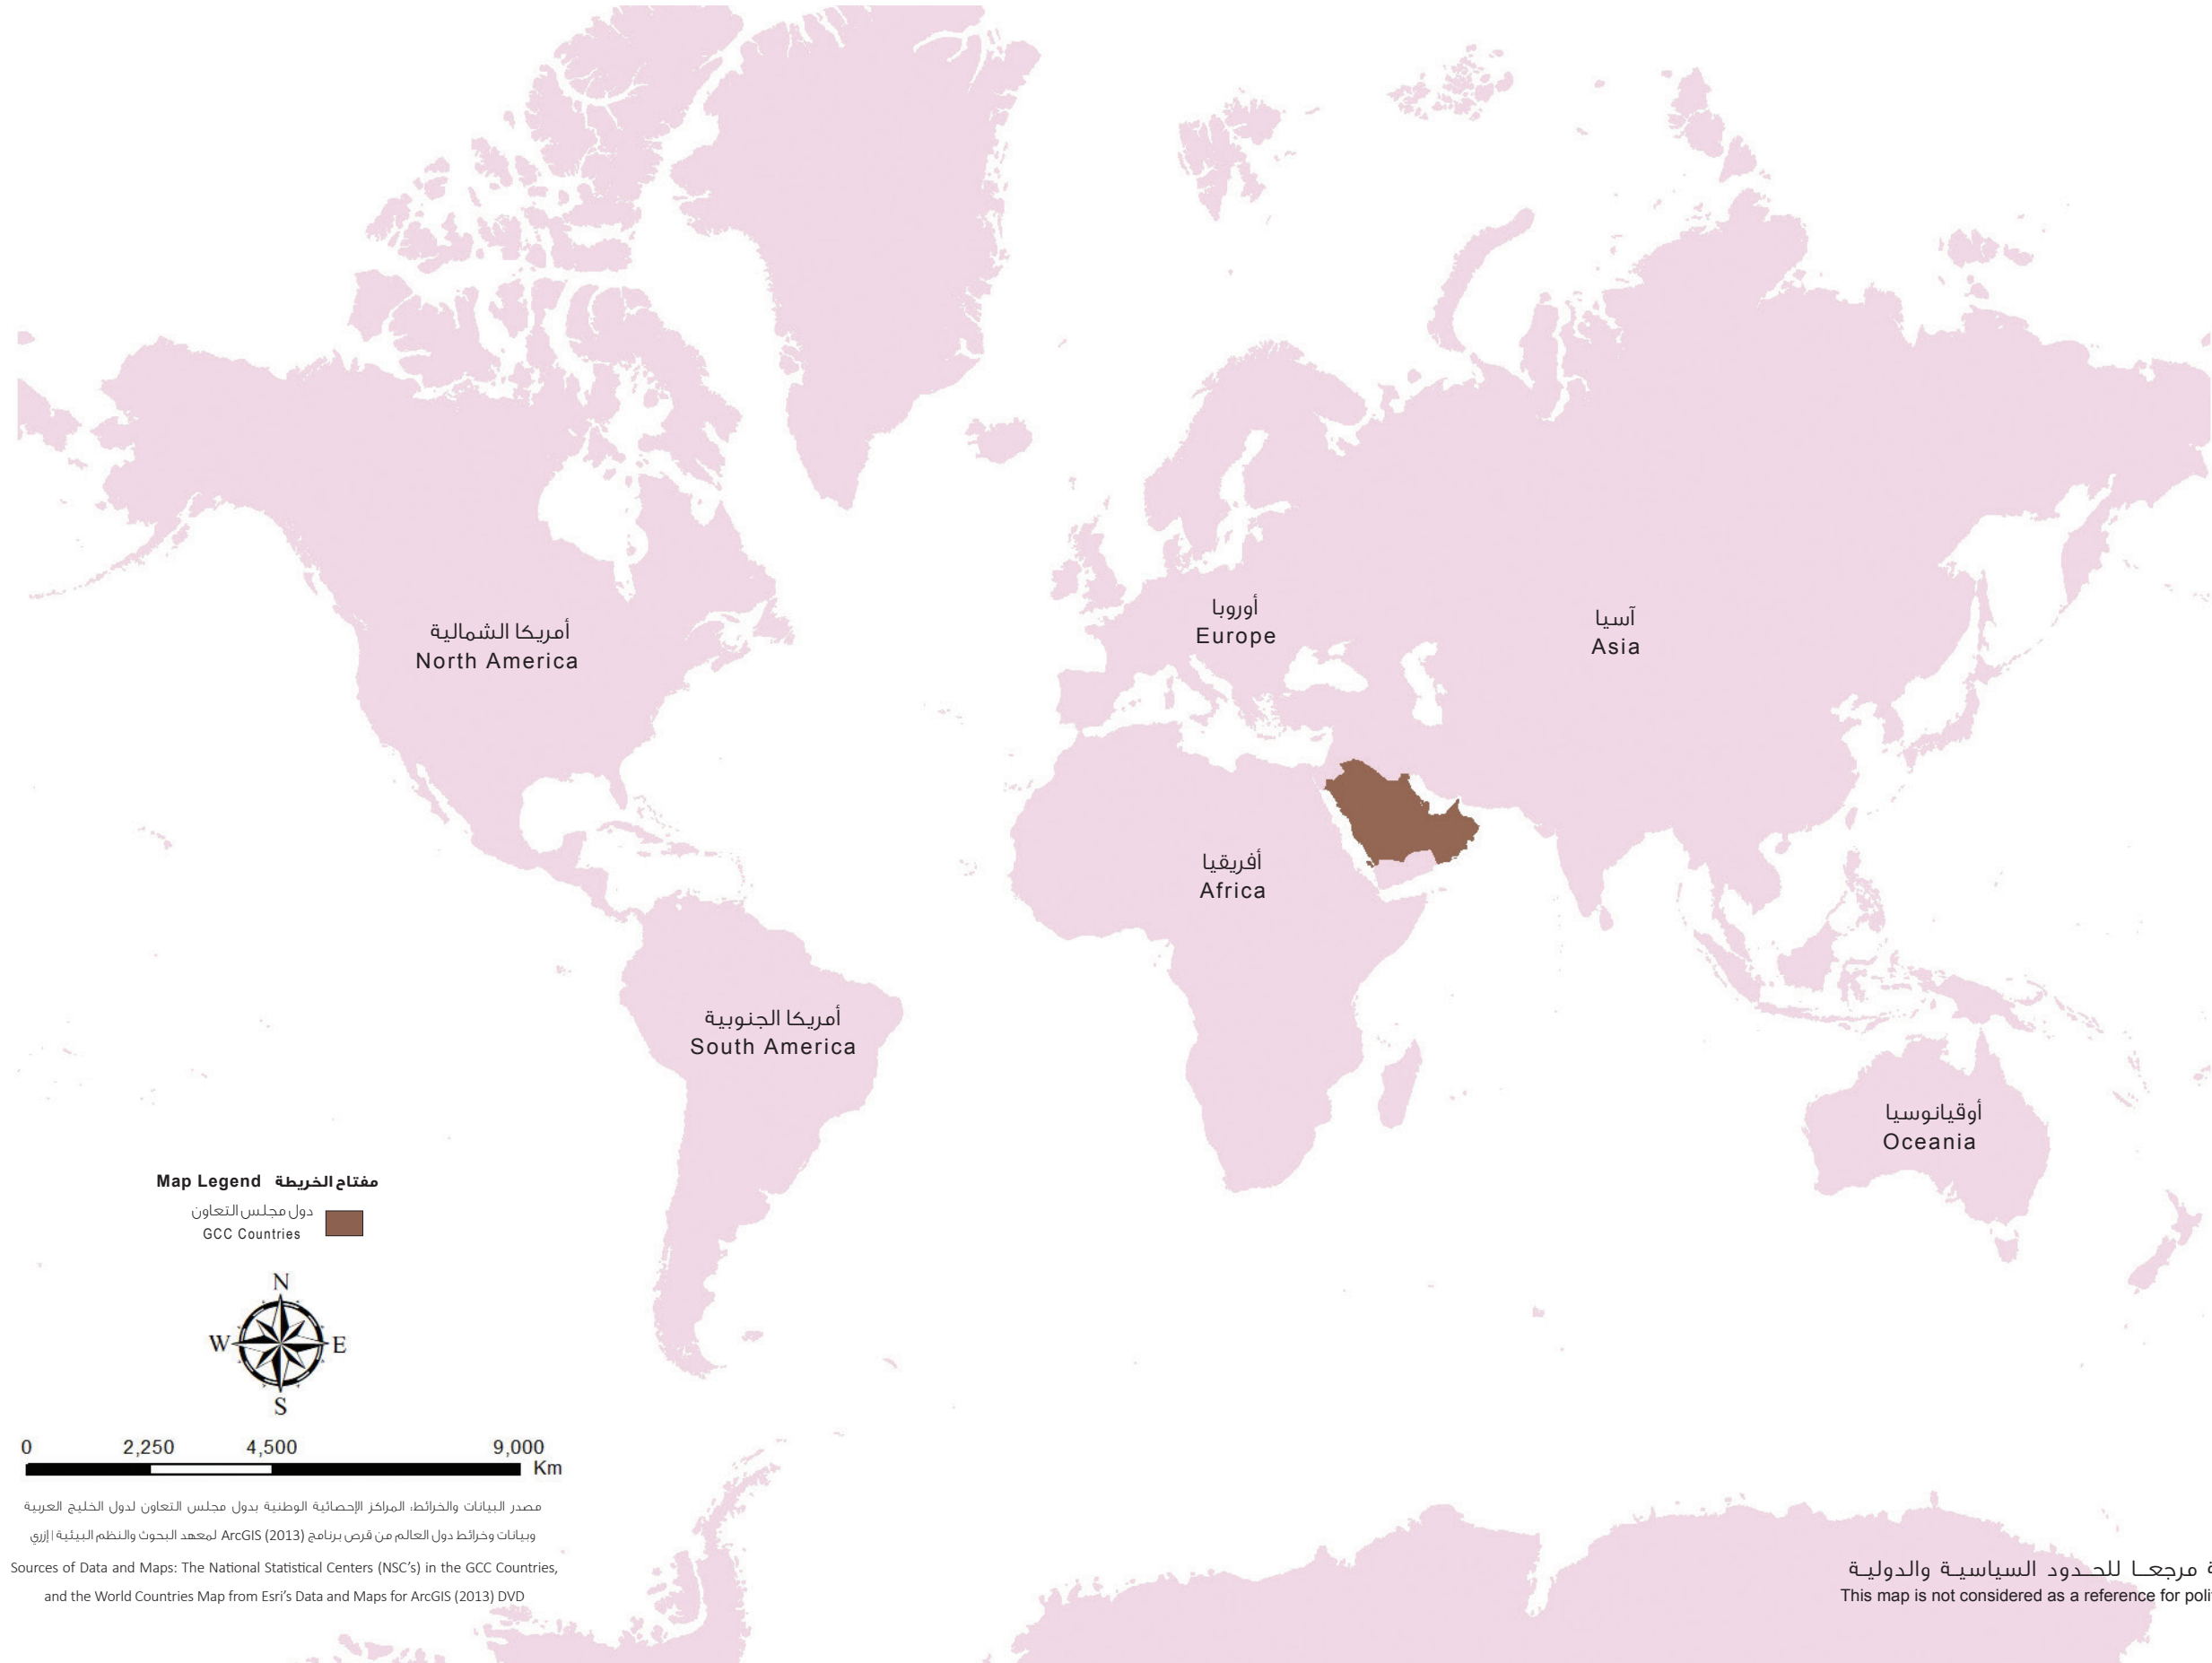 أوروبا
Europe
آسيا
Asia
أمريكا الشمالية
North America
أفريقيا
Africa
أمريكا الجنوبية
South America
أوقيانوسيا
Oceania
Map Legend مفتاح الخريطة
دول مجلس التعاون
GCC Countries
N
W E
S
0 2,250 4,500 9,000
Km
مصدر البيانات والخرائط، المراكز الإحصائية الوطنية بدول مجلس التعاون لدول الخليج العربية
وبيانات وخرائط دول العالم من قرص برنامج ArcGIS (2013) لمعهد البحوث والنظم البيئية | إزري
Sources of Data and Maps: The National Statistical Centers (NSC's) in the GCC Countries,
and the World Countries Map from Esri's Data and Maps for ArcGIS (2013) DVD
مرجعـا للحـدود السياسيـة والدوليـة
This map is not considered as a reference for